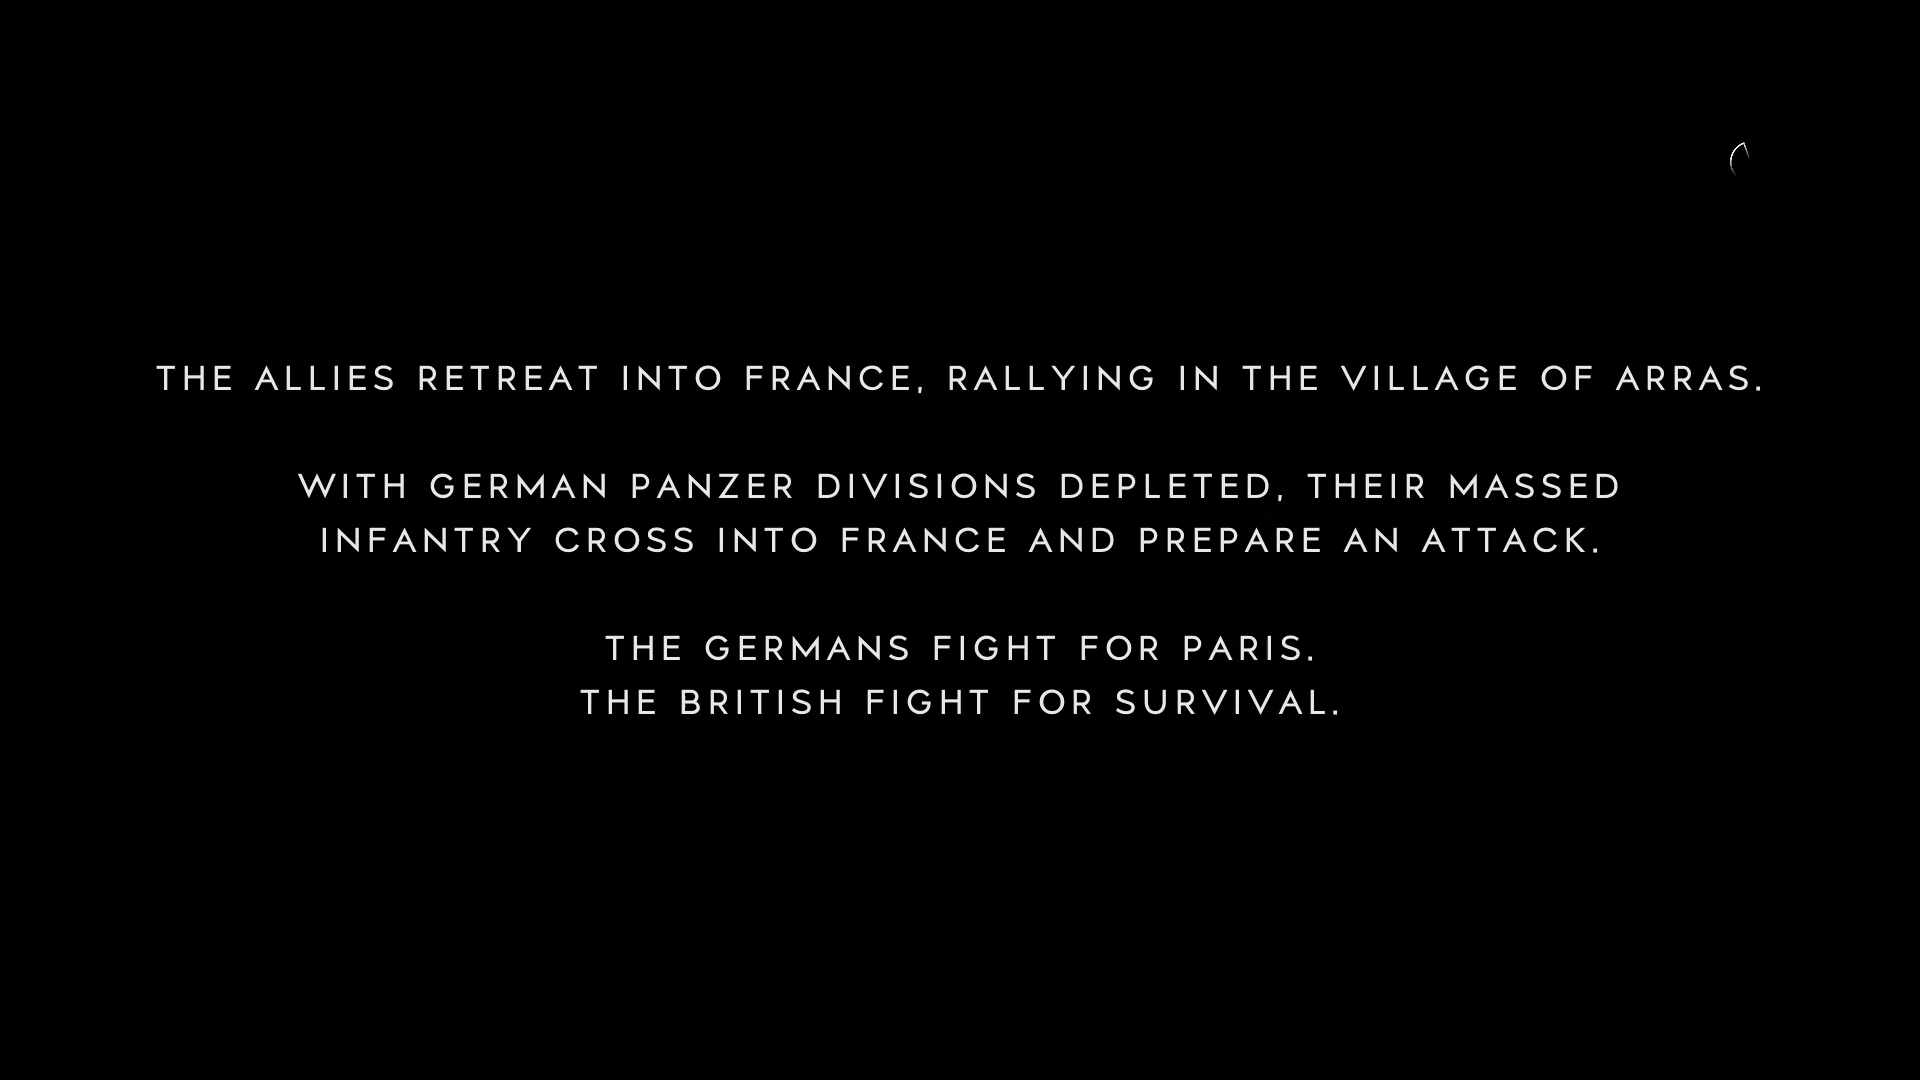 THE ALLIES RETREAT INTO FRANCE, RALLYING IN THE VILLAGE OF ARRAS.
WITH GERMAN PANZER DIVISIONS DEPLETED, THEIR MASSED
INFANTRY CROSS INTO FRANCE AND PREPARE AN ATTACK.
THE GERMANS FIGHT FOR PARIS.
THE BRITISH FIGHT FOR SURVIVAL.